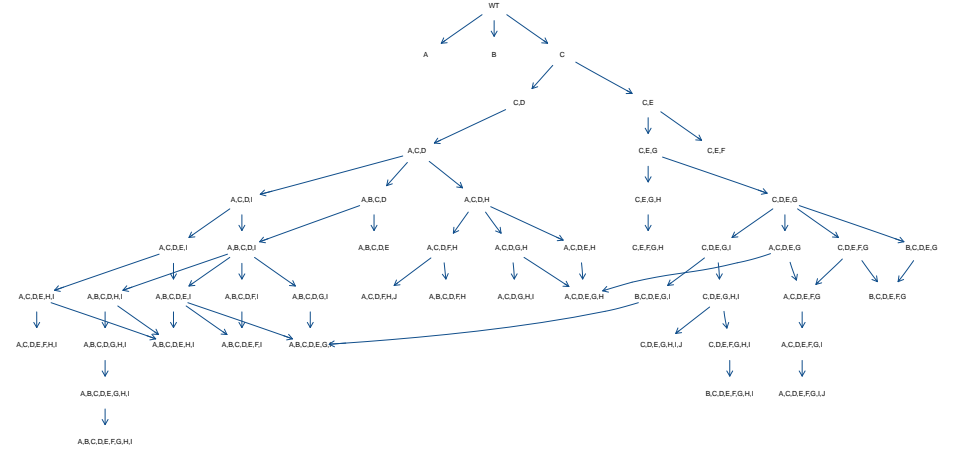 WT
A B C
C,D C,E
A,C,D C,E,G C,E,F
A,C,D,I A,B,C,D A,C,D,H C,E,G,H C,D,E,G
A,C,D,E,I A,B,C,D,I A,B,C,D,E A,C,D,F,H A,C,D,G,H A,C,D,E,H C,E,F,G,H C,D,E,G,I A,C,D,E,G C,D,E,F,G B,C,D,E,G
A,C,D,E,H,I A,B,C,D,H,I A,B,C,D,E,I A,B,C,D,F,I A,B,C,D,G,I A,C,D,F,H,J A,B,C,D,F,H A,C,D,G,H,I A,C,D,E,G,H B,C,D,E,G,I C,D,E,G,H,I A,C,D,E,F,G B,C,D,E,F,G
A,C,D,E,F,H,I A,B,C,D,G,H,I A,B,C,D,E,H,I A,B,C,D,E,F,I A,B,C,D,E,G,I C,D,E,G,H,I,J C,D,E,F,G,H,I A,C,D,E,F,G,I
A,B,C,D,E,G,H,I B,C,D,E,F,G,H,I A,C,D,E,F,G,I,J
A,B,C,D,E,F,G,H,I